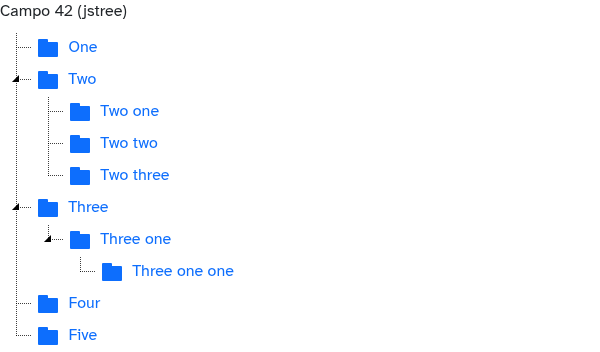 Campo 42 (jstree)
One
Two
Two one
Two two
Two three
Three
Three one
Three one one
Four
Five